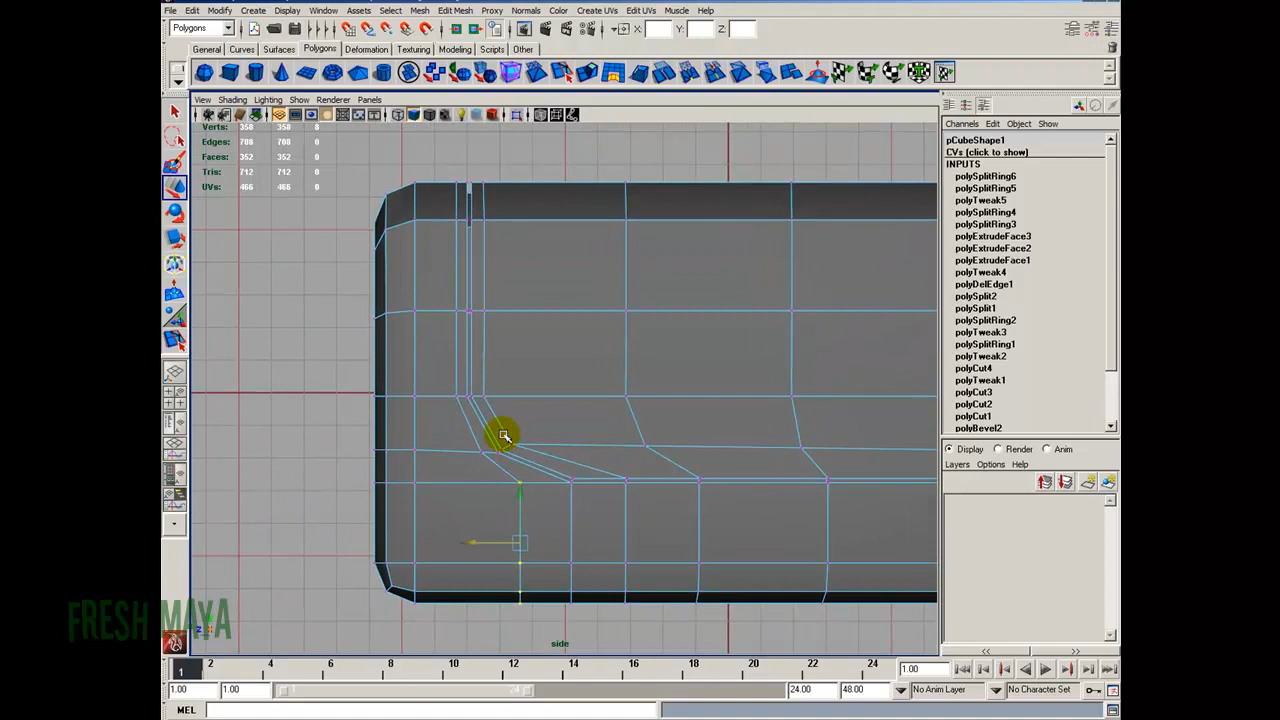 File Edit Modify Create Display Window Assets Select Mesh Edit Mesh Proxy Normals Color Create UVs Edit UVs Muscle Help
Polygons X: Y: Z:
General Curves Surfaces Polygons Deformation Texturing Modeling Scripts Other
View Shading Lighting Show Renderer Panels
Verts: 358 358 8
Edges: 708 708 0
Faces: 352 352 0
Tris: 712 712 0
UVs: 466 466 0
side
Channels Edit Object Show
pCubeShape1
CVs (click to show)
INPUTS
polySplitRing6
polySplitRing5
polyTweak5
polySplitRing4
polySplitRing3
polyExtrudeFace3
polyExtrudeFace2
polyExtrudeFace1
polyTweak4
polyDelEdge1
polySplit2
polySplit1
polySplitRing2
polyTweak3
polySplitRing1
polyTweak2
polyCut4
polyTweak1
polyCut3
polyCut2
polyCut1
polyBevel2
Display Render Anim
Layers Options Help
FRESH MAYA
1 2 4 6 8 10 12 14 16 18 20 22 24 1.00
1.00 1.00 24.00 48.00 No Anim Layer No Character Set
MEL